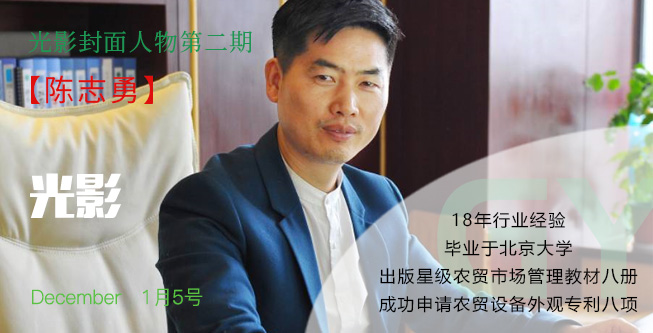 光影封面人物第二期
【陈志勇】
光影
18年行业经验
毕业于北京大学
出版星级农贸市场管理教材八册
成功申请农贸设备外观专利八项
December 1月5号